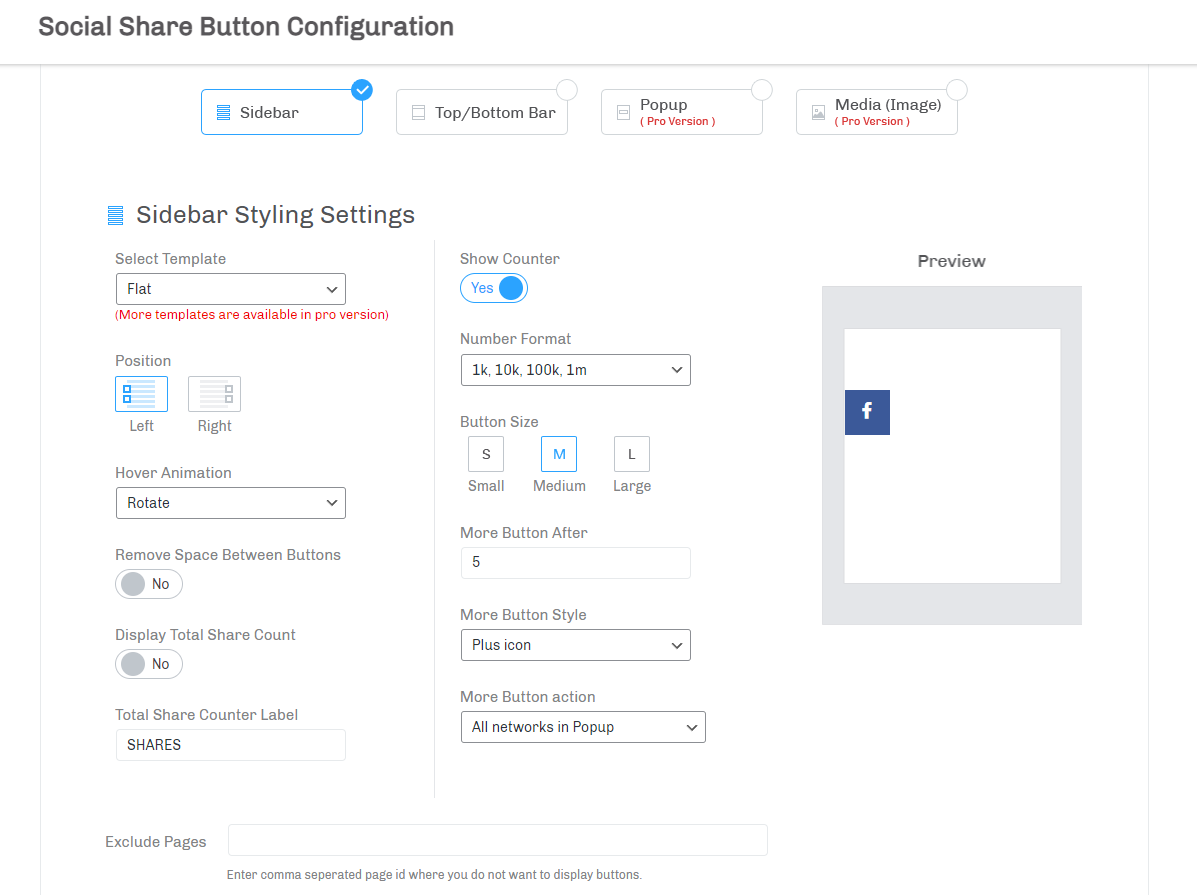 Social Share Button Configuration
Sidebar
Top/Bottom Bar
Popup
( Pro Version )
Media (Image)
( Pro Version )
Sidebar Styling Settings
Select Template
Flat
(More templates are available in pro version)
Position
Left
Right
Hover Animation
Rotate
Remove Space Between Buttons
No
Display Total Share Count
No
Total Share Counter Label
SHARES
Show Counter
Yes
Number Format
1k, 10k, 100k, 1m
Button Size
S
M
L
Small
Medium
Large
More Button After
5
More Button Style
Plus icon
More Button action
All networks in Popup
Preview
f
Exclude Pages
Enter comma seperated page id where you do not want to display buttons.